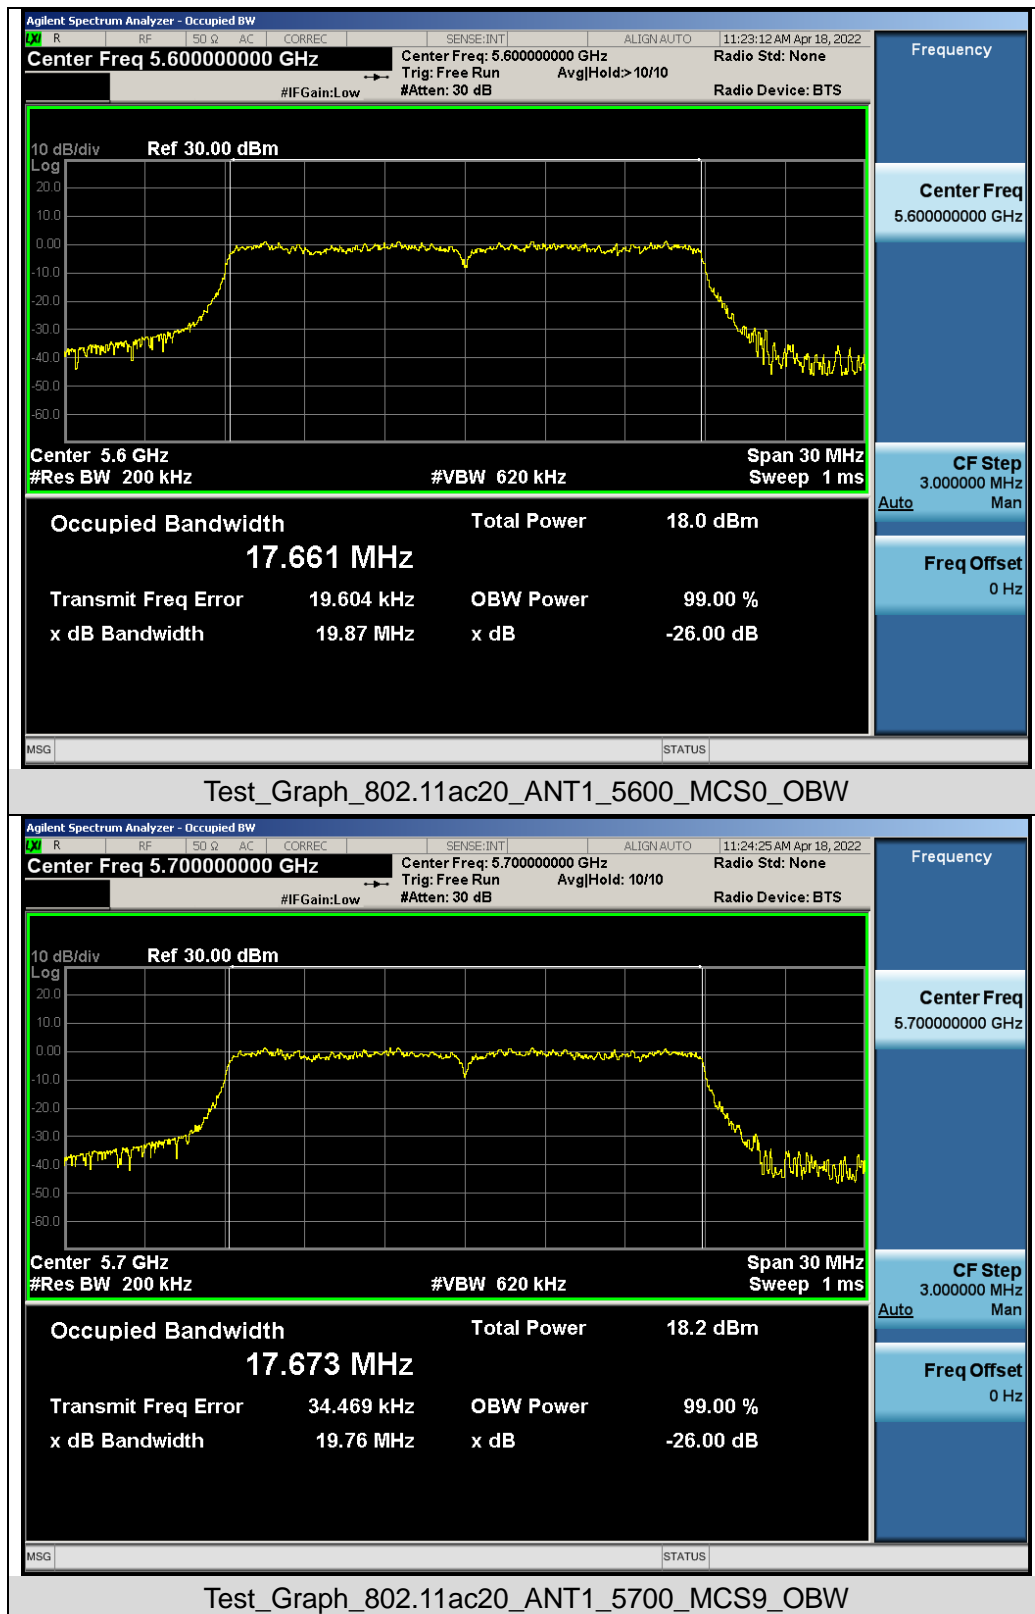 Agilent Spectrum Analyzer - Occupied BW
LXI R RF 50 Ω AC CORREC SENSE:INT ALIGN AUTO 11:23:12 AM Apr 18, 2022
Center Freq 5.600000000 GHz Center Freq: 5.600000000 GHz Radio Std: None Frequency
Trig: Free Run Avg|Hold:> 10/10
#IFGain:Low #Atten: 30 dB Radio Device: BTS
10 dB/div Ref 30.00 dBm
Log
20.0
10.0
0.00
-10.0
-20.0
-30.0
-40.0
-50.0
-60.0
Center Freq
5.600000000 GHz
Center 5.6 GHz Span 30 MHz
#Res BW 200 kHz #VBW 620 kHz Sweep 1 ms
CF Step
3.000000 MHz
Auto Man
Occupied Bandwidth Total Power 18.0 dBm
17.661 MHz
Transmit Freq Error 19.604 kHz OBW Power 99.00 %
x dB Bandwidth 19.87 MHz x dB -26.00 dB
Freq Offset
0 Hz
MSG STATUS
Test_Graph_802.11ac20_ANT1_5600_MCS0_OBW
Agilent Spectrum Analyzer - Occupied BW
LXI R RF 50 Ω AC CORREC SENSE:INT ALIGN AUTO 11:24:25 AM Apr 18, 2022
Center Freq 5.700000000 GHz Center Freq: 5.700000000 GHz Radio Std: None Frequency
Trig: Free Run Avg|Hold: 10/10
#IFGain:Low #Atten: 30 dB Radio Device: BTS
10 dB/div Ref 30.00 dBm
Log
20.0
10.0
0.00
-10.0
-20.0
-30.0
-40.0
-50.0
-60.0
Center Freq
5.700000000 GHz
Center 5.7 GHz Span 30 MHz
#Res BW 200 kHz #VBW 620 kHz Sweep 1 ms
CF Step
3.000000 MHz
Auto Man
Occupied Bandwidth Total Power 18.2 dBm
17.673 MHz
Transmit Freq Error 34.469 kHz OBW Power 99.00 %
x dB Bandwidth 19.76 MHz x dB -26.00 dB
Freq Offset
0 Hz
MSG STATUS
Test_Graph_802.11ac20_ANT1_5700_MCS9_OBW